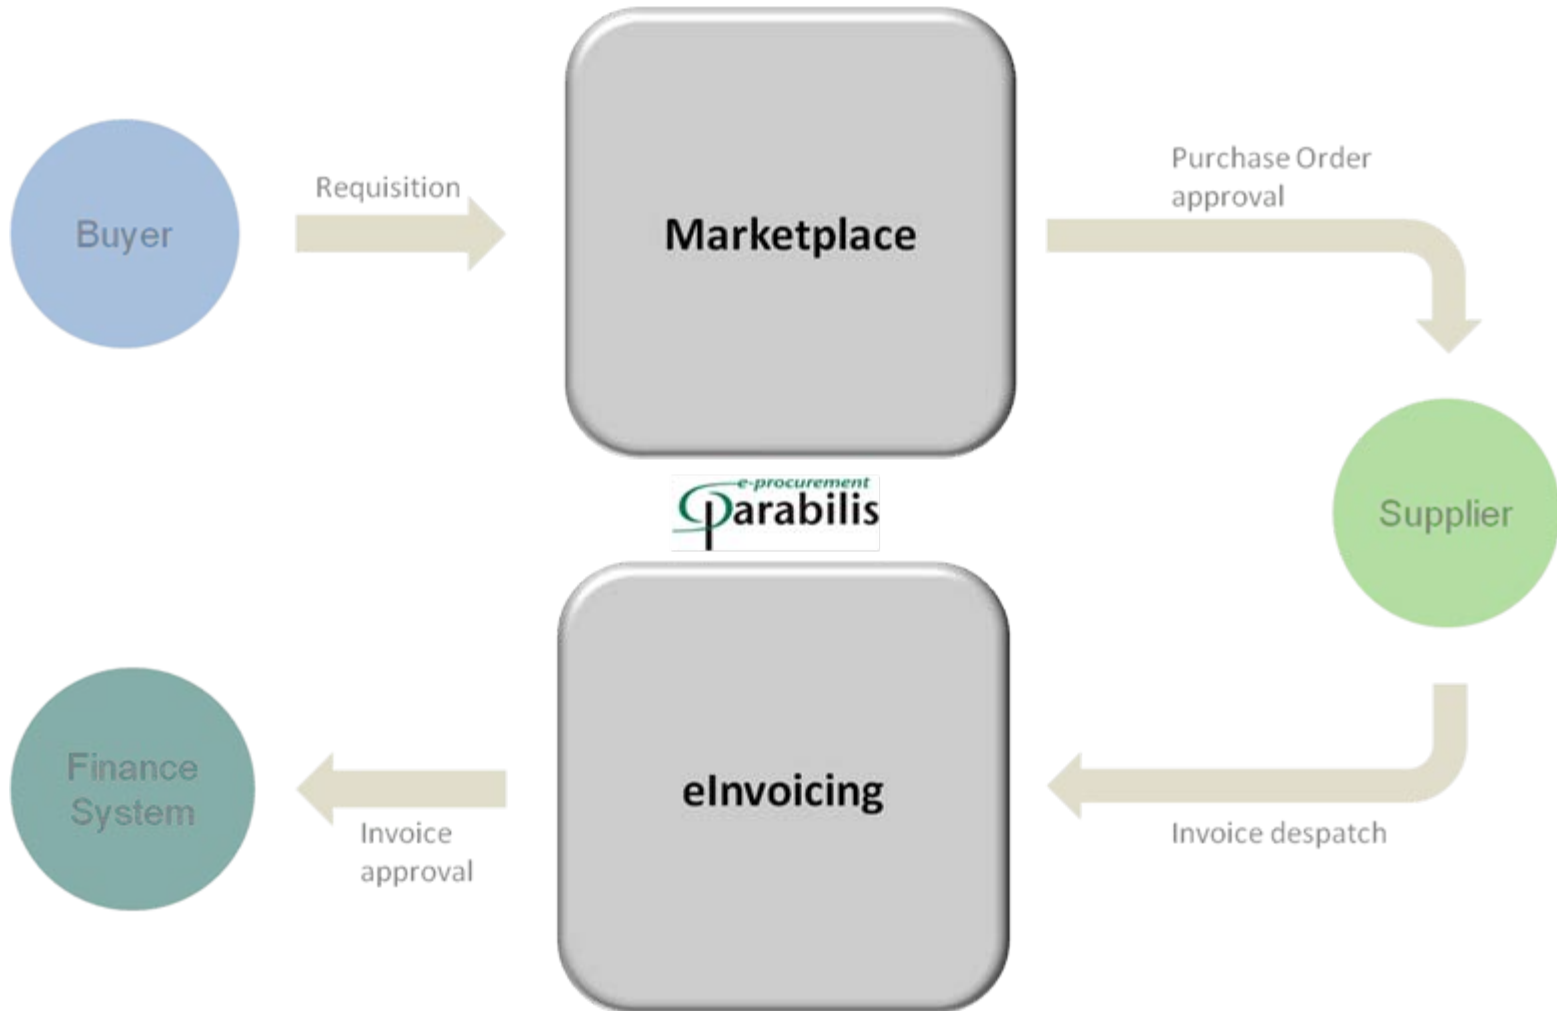 Buyer
Requisition
Marketplace
Purchase Order
approval
e-procurement
Parabilis
Supplier
Finance
System
Invoice
approval
eInvoicing
Invoice despatch